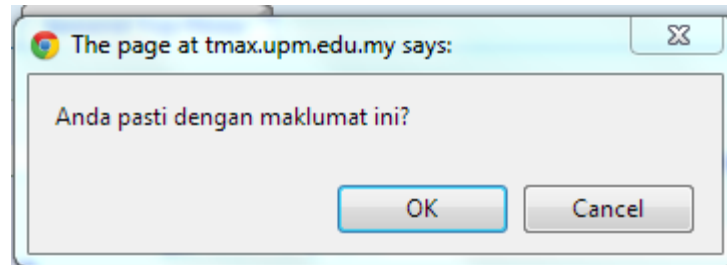 The page at tmax.upm.edu.my says:
Anda pasti dengan maklumat ini?
OK
Cancel